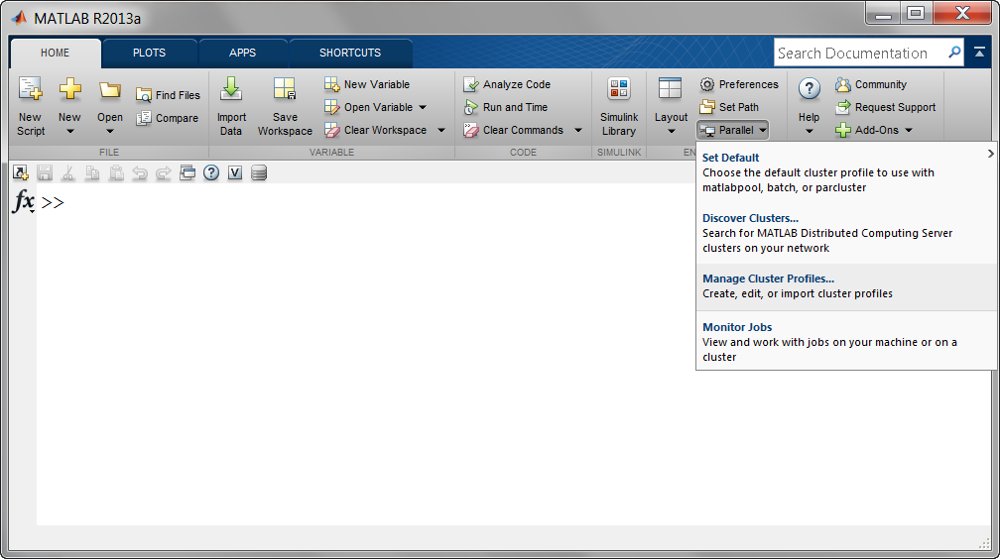 MATLAB R2013a
HOME PLOTS APPS SHORTCUTS
Search Documentation
New Script
New
Open
Find Files
Compare
FILE
Import Data
Save Workspace
New Variable
Open Variable
Clear Workspace
VARIABLE
Analyze Code
Run and Time
Clear Commands
CODE
Simulink Library
SIMULINK
Layout
Preferences
Set Path
Parallel
EN
Help
Community
Request Support
Add-Ons
Set Default
Choose the default cluster profile to use with
matlabpool, batch, or parcluster
Discover Clusters...
Search for MATLAB Distributed Computing Server
clusters on your network
Manage Cluster Profiles...
Create, edit, or import cluster profiles
Monitor Jobs
View and work with jobs on your machine or on a
cluster
fx >>